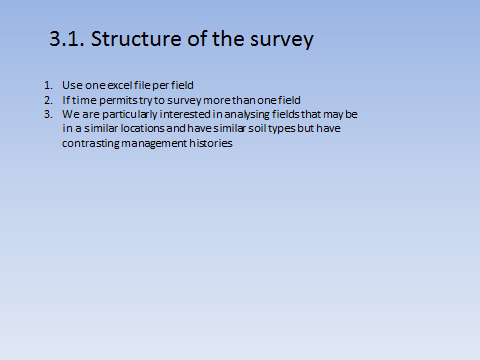 3.1. Structure of the survey
1. Use one excel file per field
2. If time permits try to survey more than one field
3. We are particularly interested in analysing fields that may be
in a similar locations and have similar soil types but have
contrasting management histories